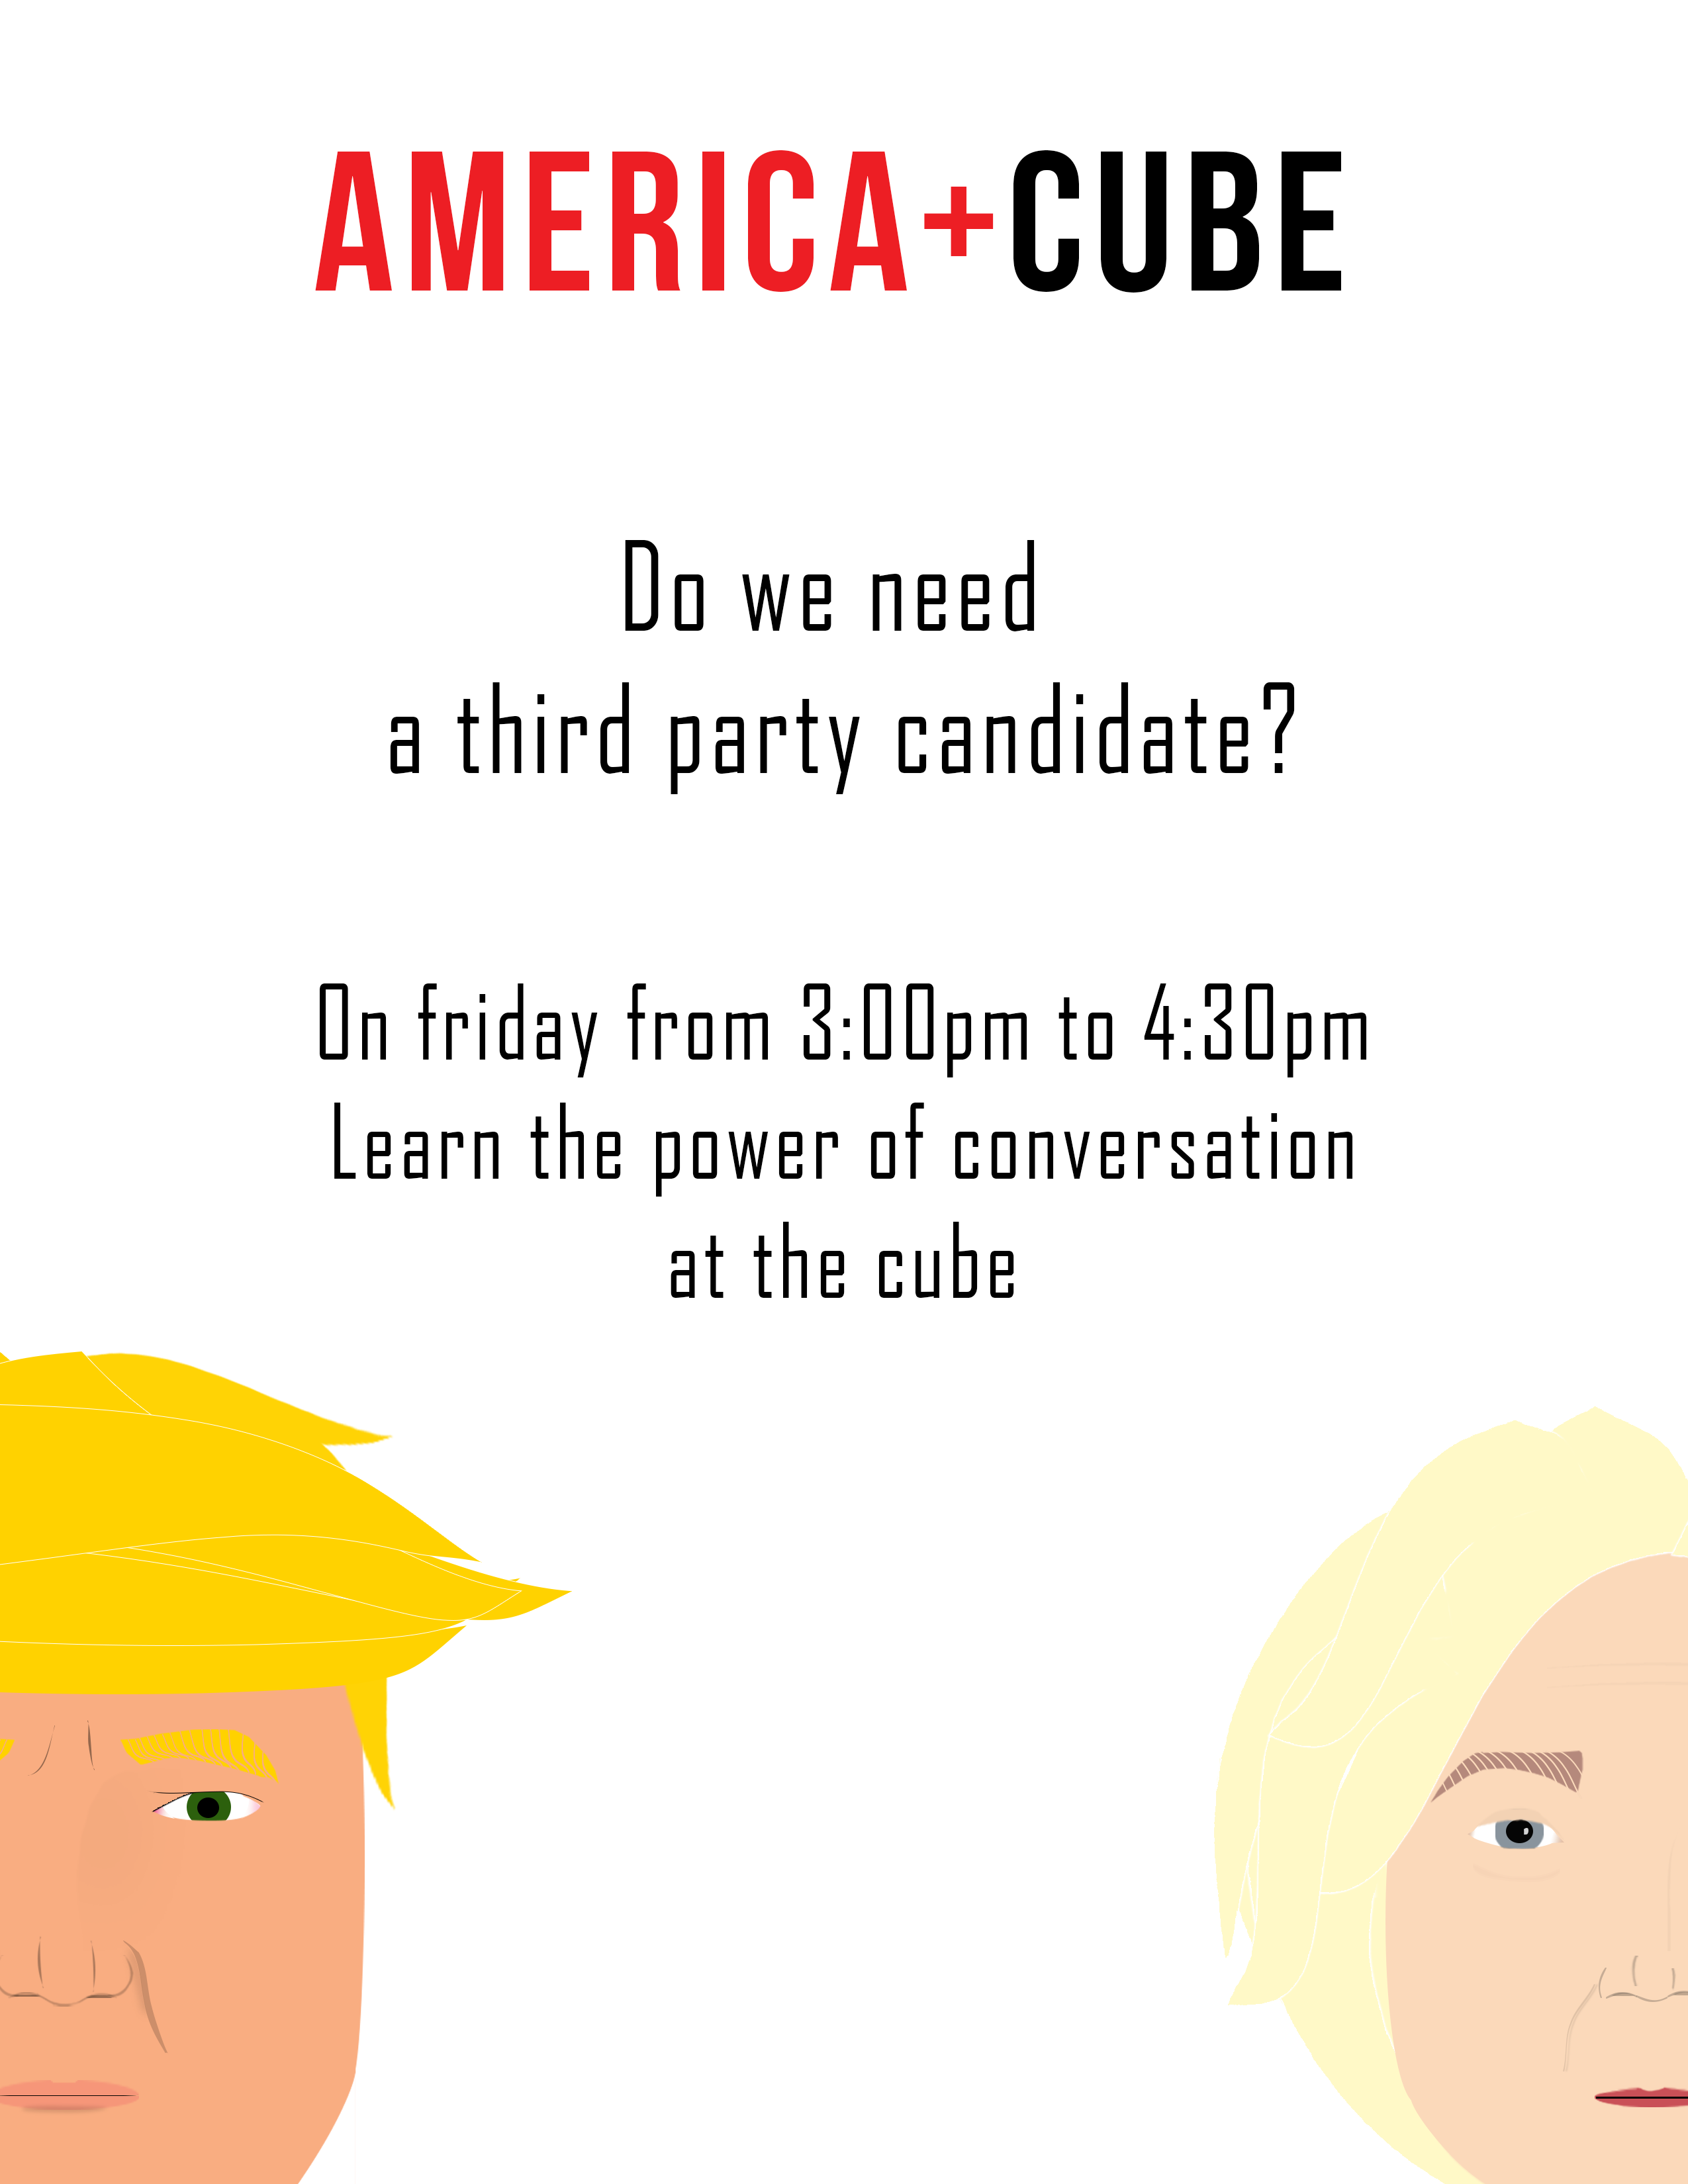 AMERICA+CUBE
Do we need
a third party candidate?
On friday from 3:00pm to 4:30pm
Learn the power of conversation
at the cube